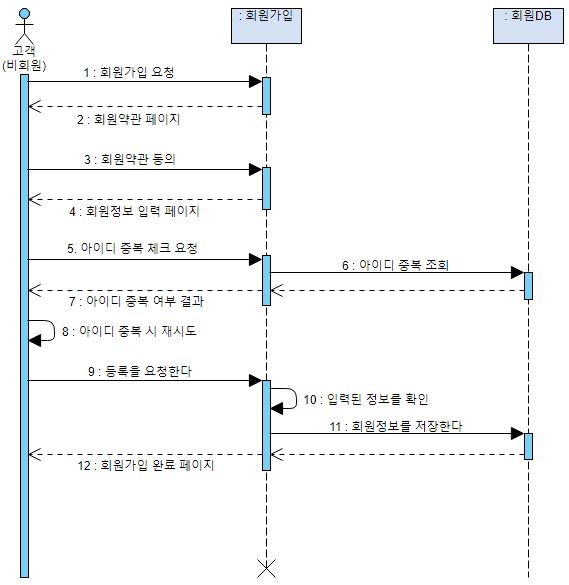 : 회원가입
: 회원DB
고객
(비회원)
1 : 회원가입 요청
2 : 회원약관 페이지
3 : 회원약관 동의
4 : 회원정보 입력 페이지
5. 아이디 중복 체크 요청
6 : 아이디 중복 조회
7 : 아이디 중복 여부 결과
8 : 아이디 중복 시 재시도
9 : 등록을 요청한다
10 : 입력된 정보를 확인
11 : 회원정보를 저장한다
12 : 회원가입 완료 페이지